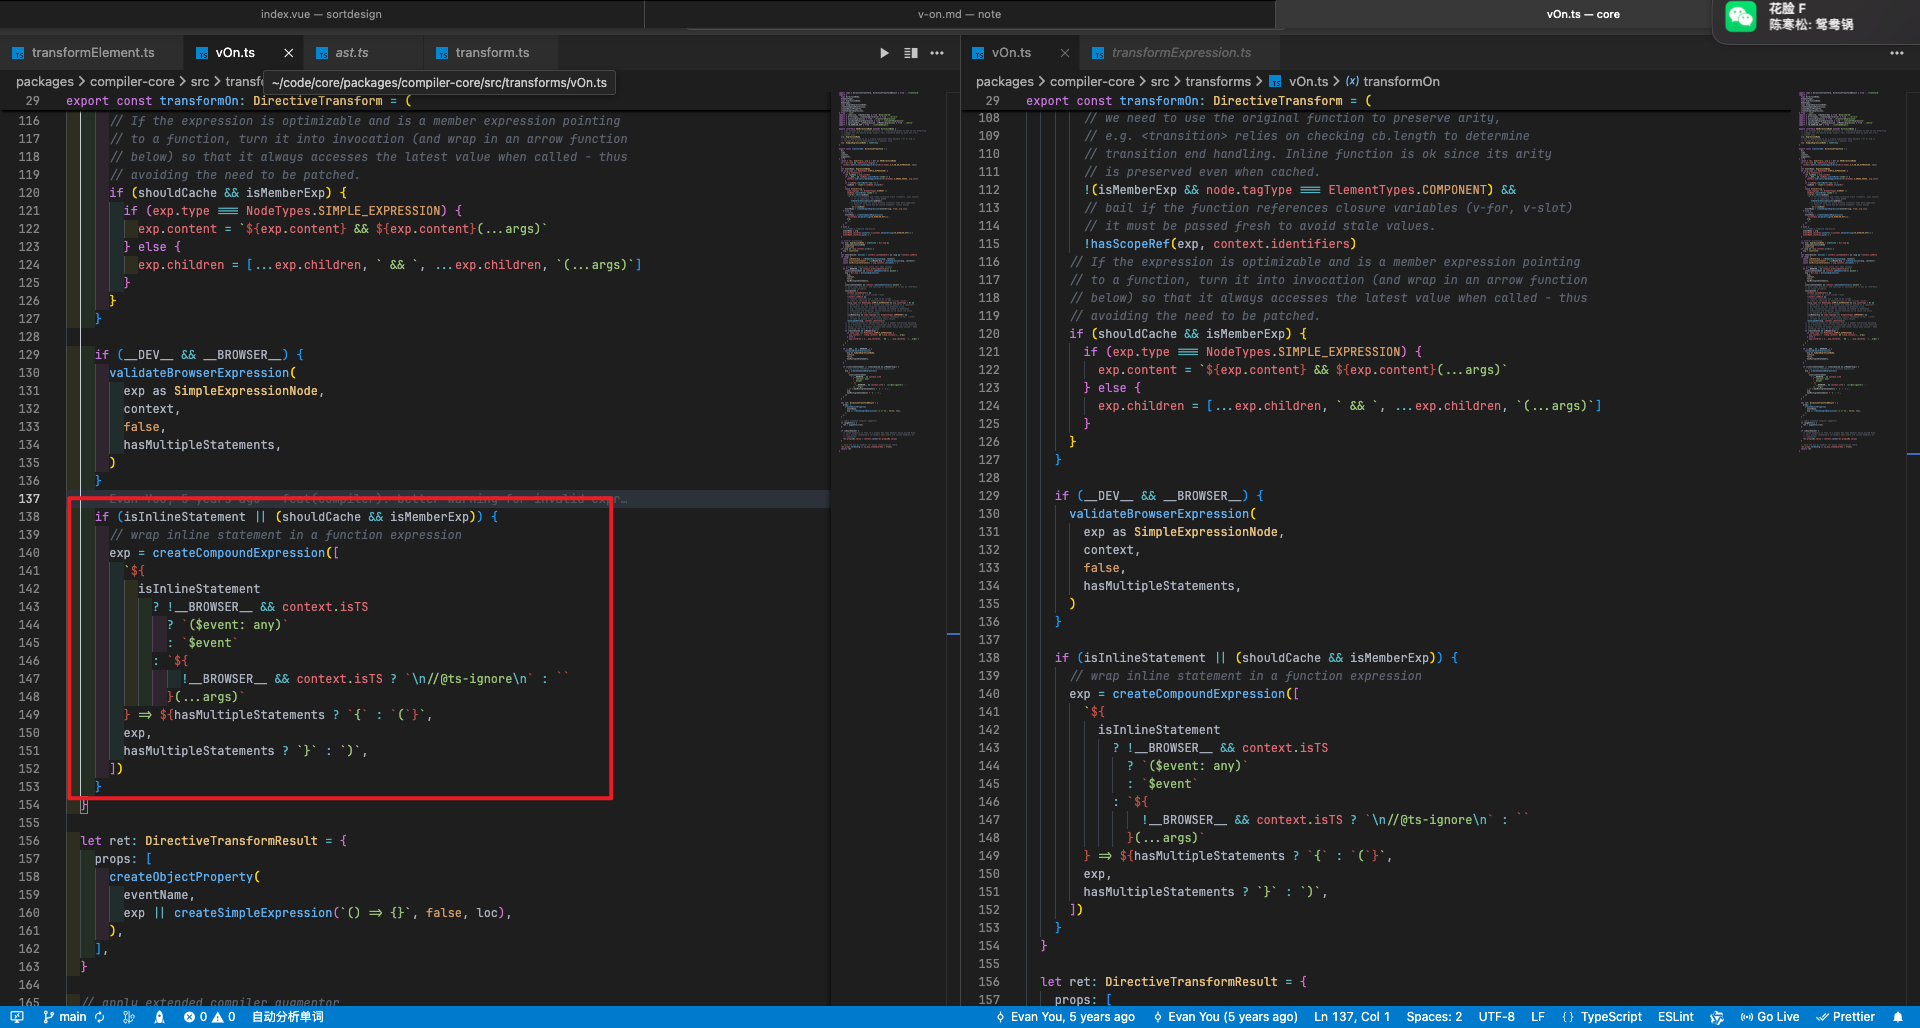 index.vue — sortdesign
v-on.md — note
vOn.ts — core
花脸 F
陈寒松: 鸳鸯锅
transformElement.ts
vOn.ts
ast.ts
transform.ts
packages > compiler-core > src > transf
~/code/core/packages/compiler-core/src/transforms/vOn.ts
29 export const transformOn: DirectiveTransform = (
116 // If the expression is optimizable and is a member expression pointing
117 // to a function, turn it into invocation (and wrap in an arrow function
118 // below) so that it always accesses the latest value when called - thus
119 // avoiding the need to be patched.
120 if (shouldCache && isMemberExp) {
121 if (exp.type === NodeTypes.SIMPLE_EXPRESSION) {
122 exp.content = `${exp.content} && ${exp.content}(...args)`
123 } else {
124 exp.children = [...exp.children, ` && `, ...exp.children, `(...args)`]
125 }
126 }
127 }
128
129 if (__DEV__ && __BROWSER__) {
130 validateBrowserExpression(
131 exp as SimpleExpressionNode,
132 context,
133 false,
134 hasMultipleStatements,
135 )
136 }
137 Evan You, 5 years ago feat(compiler): better warning for invalid expr…
138 if (isInlineStatement || (shouldCache && isMemberExp)) {
139 // wrap inline statement in a function expression
140 exp = createCompoundExpression([
141 `${
142 isInlineStatement
143 ? !__BROWSER__ && context.isTS
144 ? `($event: any)`
145 : `$event`
146 : `${
147 !__BROWSER__ && context.isTS ? `\n//@ts-ignore\n` : ``
148 }(...args)`
149 } => ${hasMultipleStatements ? `{` : `(`}`,
150 exp,
151 hasMultipleStatements ? `}` : `)`,
152 ])
153 }
154 }
155
156 let ret: DirectiveTransformResult = {
157 props: [
158 createObjectProperty(
159 eventName,
160 exp || createSimpleExpression(`() => {}`, false, loc),
161 ),
162 ],
163 }
164
165 // apply extended compiler augmentor
vOn.ts
transformExpression.ts
packages > compiler-core > src > transforms > vOn.ts > transformOn
29 export const transformOn: DirectiveTransform = (
108 // we need to use the original function to preserve arity,
109 // e.g. <transition> relies on checking cb.length to determine
110 // transition end handling. Inline function is ok since its arity
111 // is preserved even when cached.
112 !(isMemberExp && node.tagType === ElementTypes.COMPONENT) &&
113 // bail if the function references closure variables (v-for, v-slot)
114 // it must be passed fresh to avoid stale values.
115 !hasScopeRef(exp, context.identifiers)
116 // If the expression is optimizable and is a member expression pointing
117 // to a function, turn it into invocation (and wrap in an arrow function
118 // below) so that it always accesses the latest value when called - thus
119 // avoiding the need to be patched.
120 if (shouldCache && isMemberExp) {
121 if (exp.type === NodeTypes.SIMPLE_EXPRESSION) {
122 exp.content = `${exp.content} && ${exp.content}(...args)`
123 } else {
124 exp.children = [...exp.children, ` && `, ...exp.children, `(...args)`]
125 }
126 }
127 }
128
129 if (__DEV__ && __BROWSER__) {
130 validateBrowserExpression(
131 exp as SimpleExpressionNode,
132 context,
133 false,
134 hasMultipleStatements,
135 )
136 }
137
138 if (isInlineStatement || (shouldCache && isMemberExp)) {
139 // wrap inline statement in a function expression
140 exp = createCompoundExpression([
141 `${
142 isInlineStatement
143 ? !__BROWSER__ && context.isTS
144 ? `($event: any)`
145 : `$event`
146 : `${
147 !__BROWSER__ && context.isTS ? `\n//@ts-ignore\n` : ``
148 }(...args)`
149 } => ${hasMultipleStatements ? `{` : `(`}`,
150 exp,
151 hasMultipleStatements ? `}` : `)`,
152 ])
153 }
154 }
155
156 let ret: DirectiveTransformResult = {
157 props: [
main 0 0 自动分析单词 Evan You, 5 years ago Evan You (5 years ago) Ln 137, Col 1 Spaces: 2 UTF-8 LF {} TypeScript ESLint Go Live Prettier